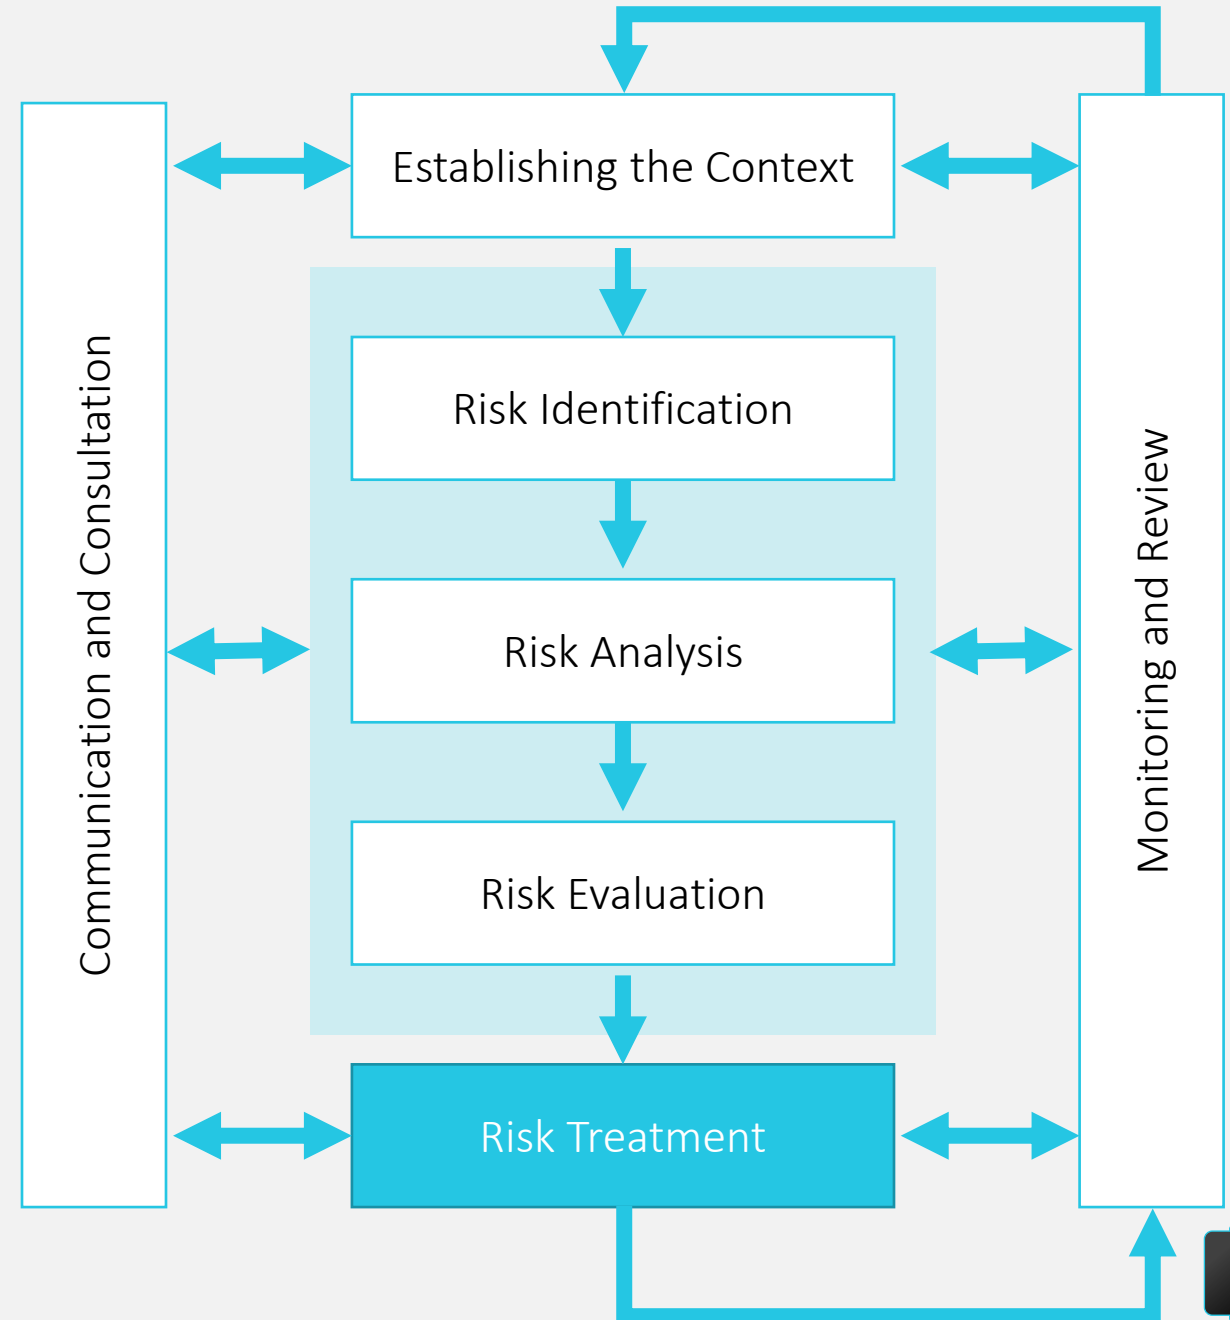 Establishing the Context
Communication and Consultation
Risk Identification
Monitoring and Review
Risk Analysis
Risk Evaluation
Risk Treatment